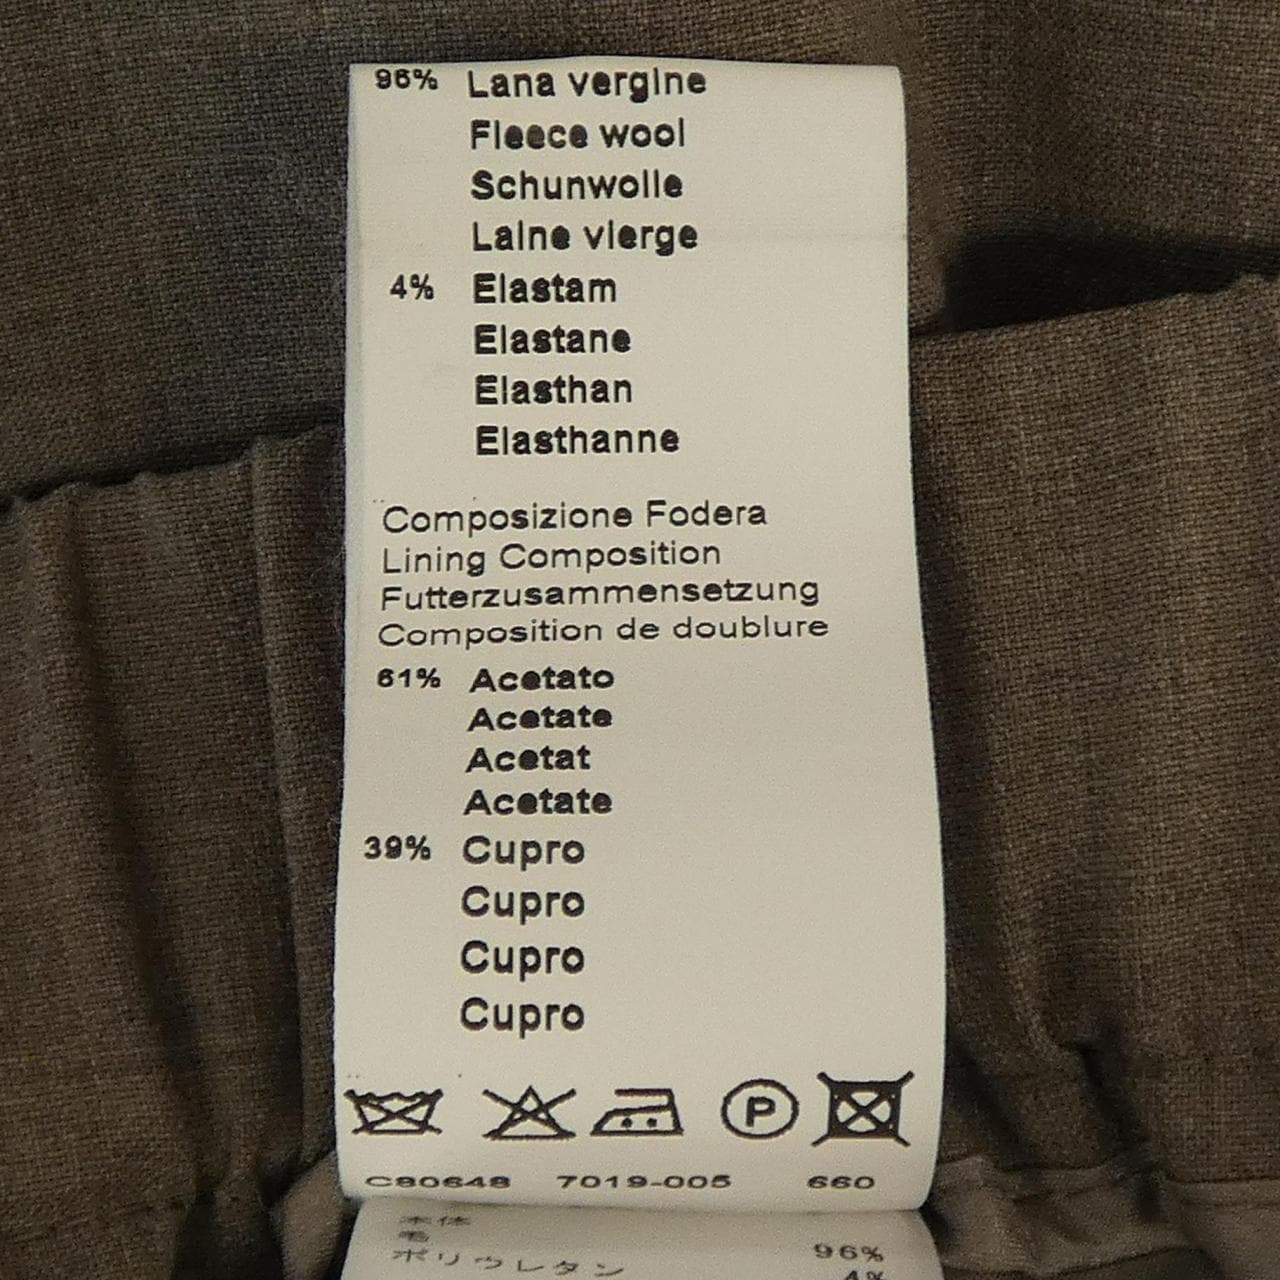 96% Lana vergine
Fleece wool
Schunwolle
Laine vierge
4% Elastam
Elastane
Elasthan
Elasthanne
Composizione Fodera
Lining Composition
Futterzusammensetzung
Composition de doublure
61% Acetato
Acetate
Acetat
Acetate
39% Cupro
Cupro
Cupro
Cupro
P
C80648 7019-005 660
本体
毛 96%
ポリウレタン 4%